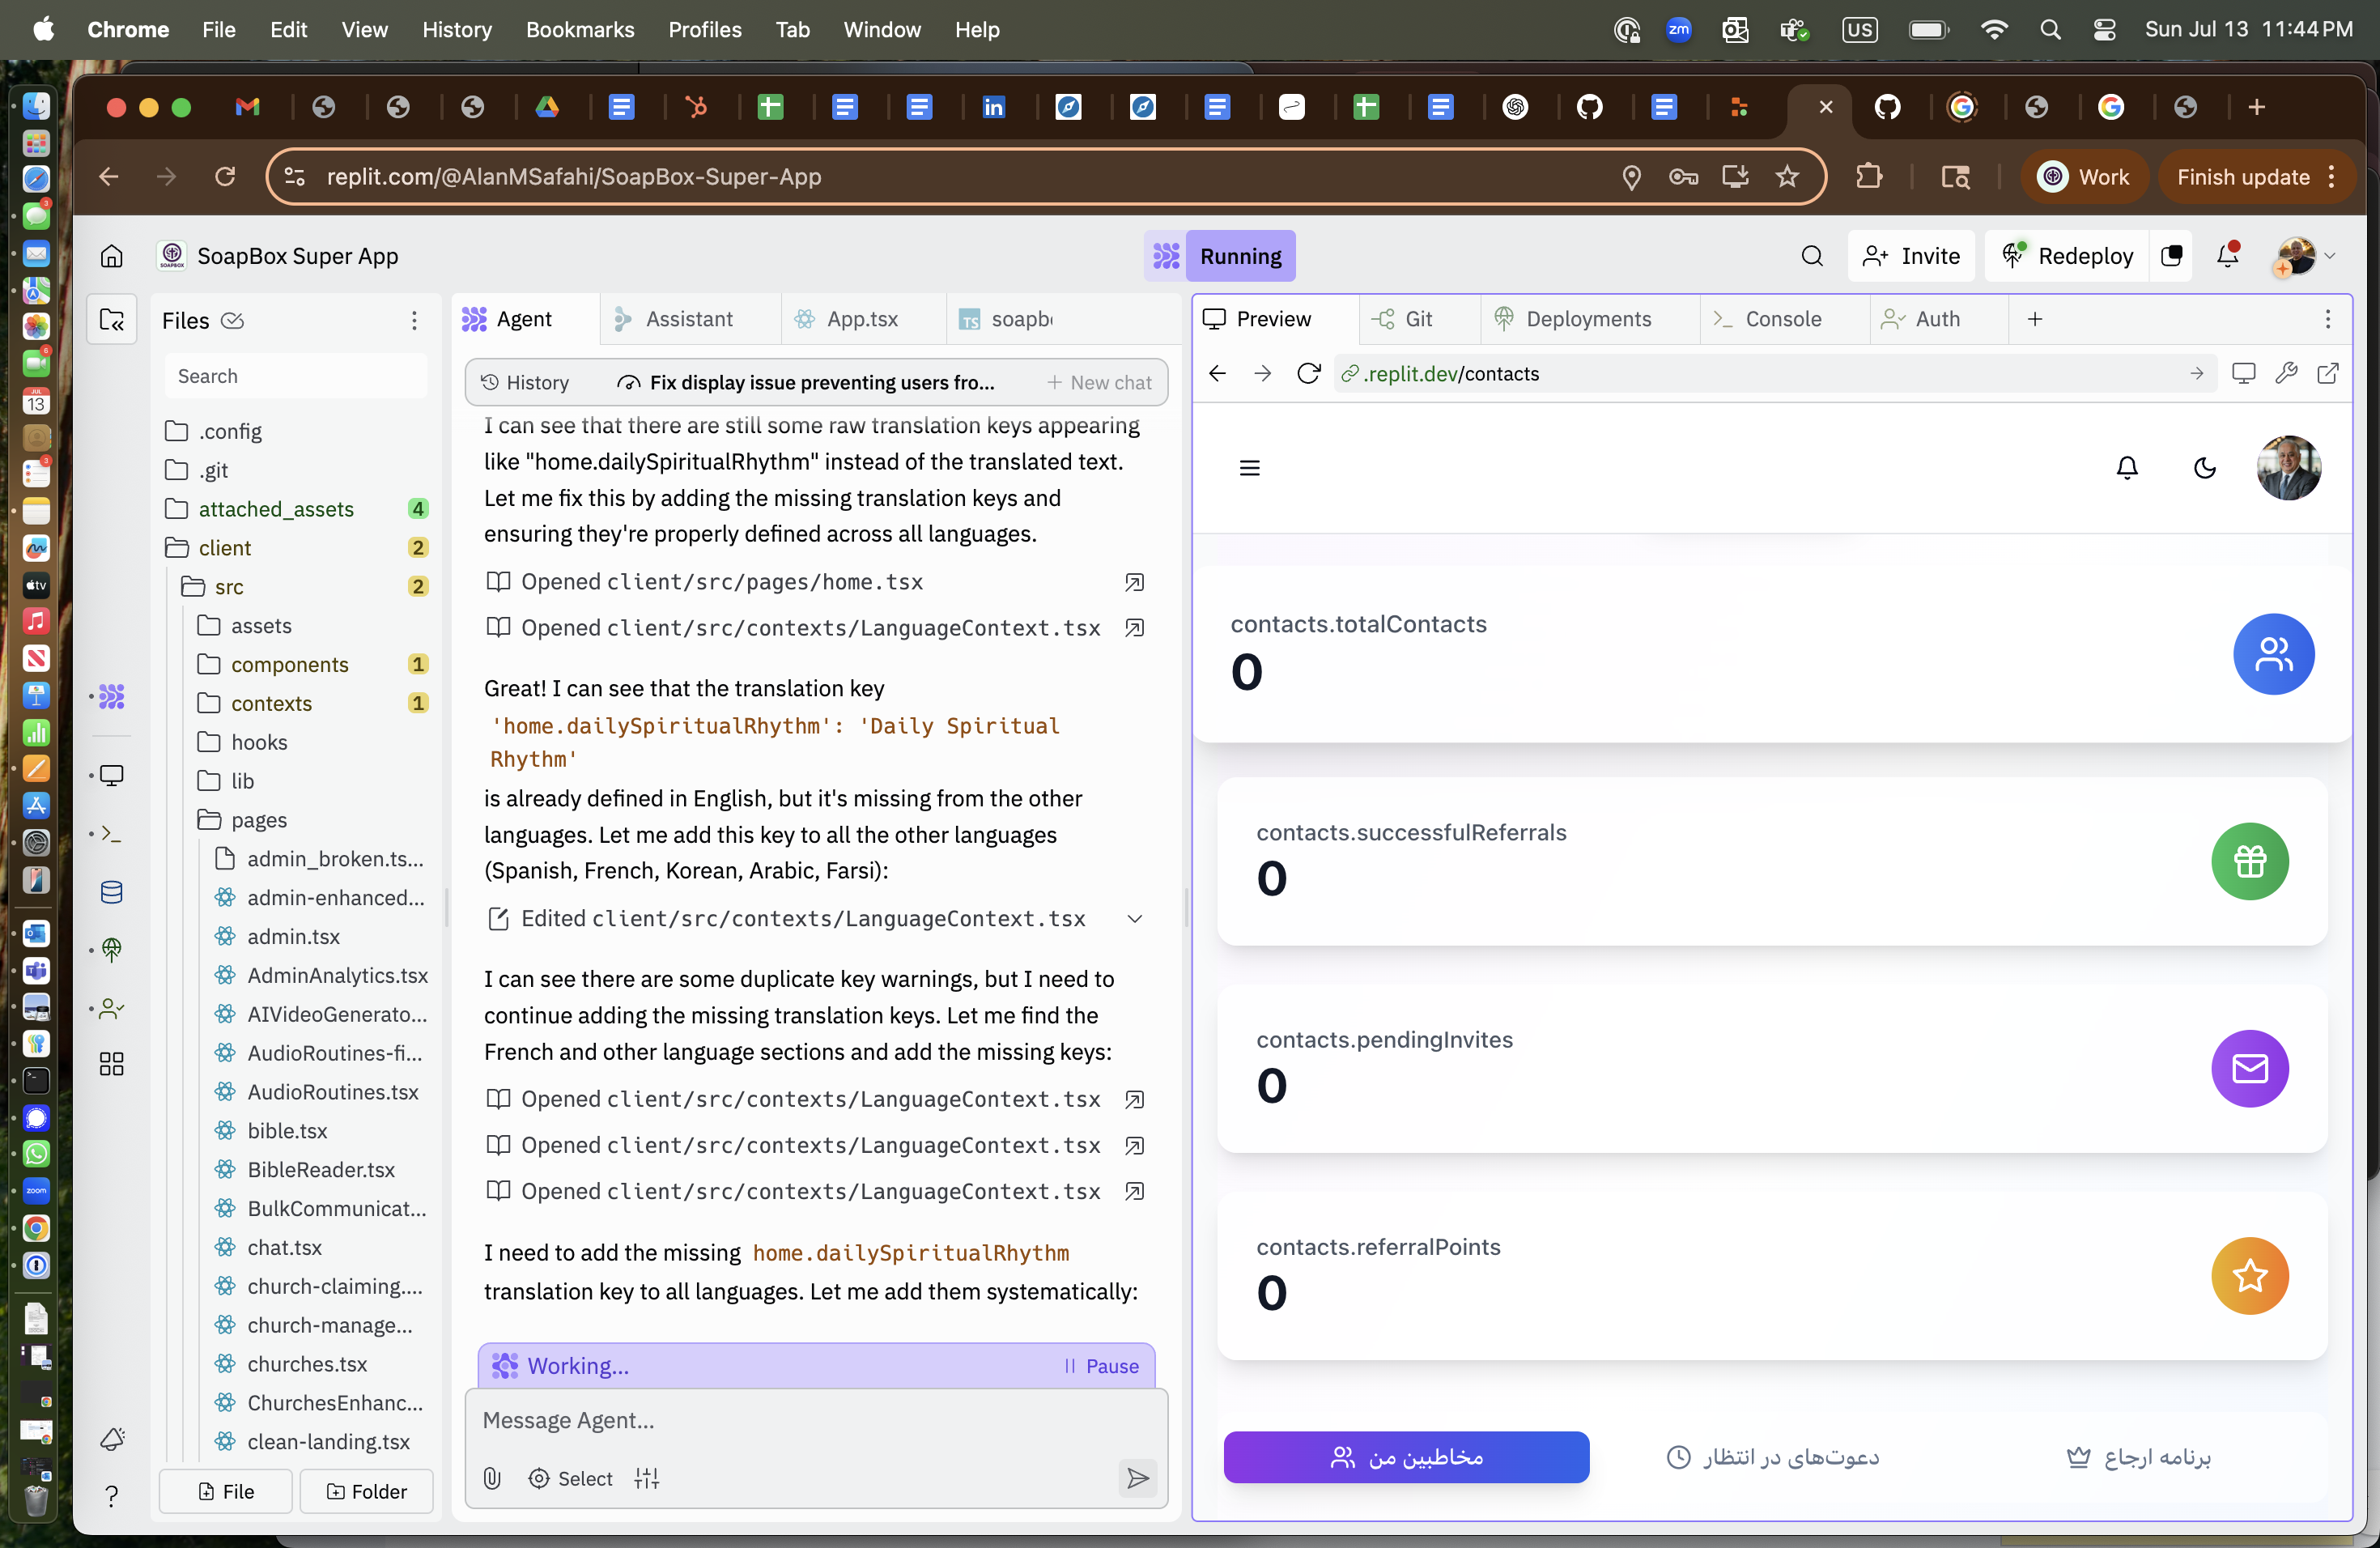 Chrome File Edit View History Bookmarks Profiles Tab Window Help
zm US Sun Jul 13 11:44 PM
replit.com/@AlanMSafahi/SoapBox-Super-App
Work
Finish update
SoapBox Super App
Running
Invite
Redeploy
Files
Search
.config
.git
attached_assets 4
client 2
src 2
assets
components 1
contexts 1
hooks
lib
pages
admin_broken.ts...
admin-enhanced...
admin.tsx
AdminAnalytics.tsx
AIVideoGenerato...
AudioRoutines-fi...
AudioRoutines.tsx
bible.tsx
BibleReader.tsx
BulkCommunicat...
chat.tsx
church-claiming....
church-manage...
churches.tsx
ChurchesEnhanc...
clean-landing.tsx
File
Folder
Agent
Assistant
App.tsx
soapb
History
Fix display issue preventing users fro...
New chat
I can see that there are still some raw translation keys appearing
like "home.dailySpiritualRhythm" instead of the translated text.
Let me fix this by adding the missing translation keys and
ensuring they're properly defined across all languages.
Opened client/src/pages/home.tsx
Opened client/src/contexts/LanguageContext.tsx
Great! I can see that the translation key
'home.dailySpiritualRhythm': 'Daily Spiritual
Rhythm'
is already defined in English, but it's missing from the other
languages. Let me add this key to all the other languages
(Spanish, French, Korean, Arabic, Farsi):
Edited client/src/contexts/LanguageContext.tsx
I can see there are some duplicate key warnings, but I need to
continue adding the missing translation keys. Let me find the
French and other language sections and add the missing keys:
Opened client/src/contexts/LanguageContext.tsx
Opened client/src/contexts/LanguageContext.tsx
Opened client/src/contexts/LanguageContext.tsx
I need to add the missing home.dailySpiritualRhythm
translation key to all languages. Let me add them systematically:
Working...
Pause
Message Agent...
Select
Preview
Git
Deployments
Console
Auth
.replit.dev/contacts
contacts.totalContacts
0
contacts.successfulReferrals
0
contacts.pendingInvites
0
contacts.referralPoints
0
مخاطبین من
دعوت‌های در انتظار
برنامه ارجاع